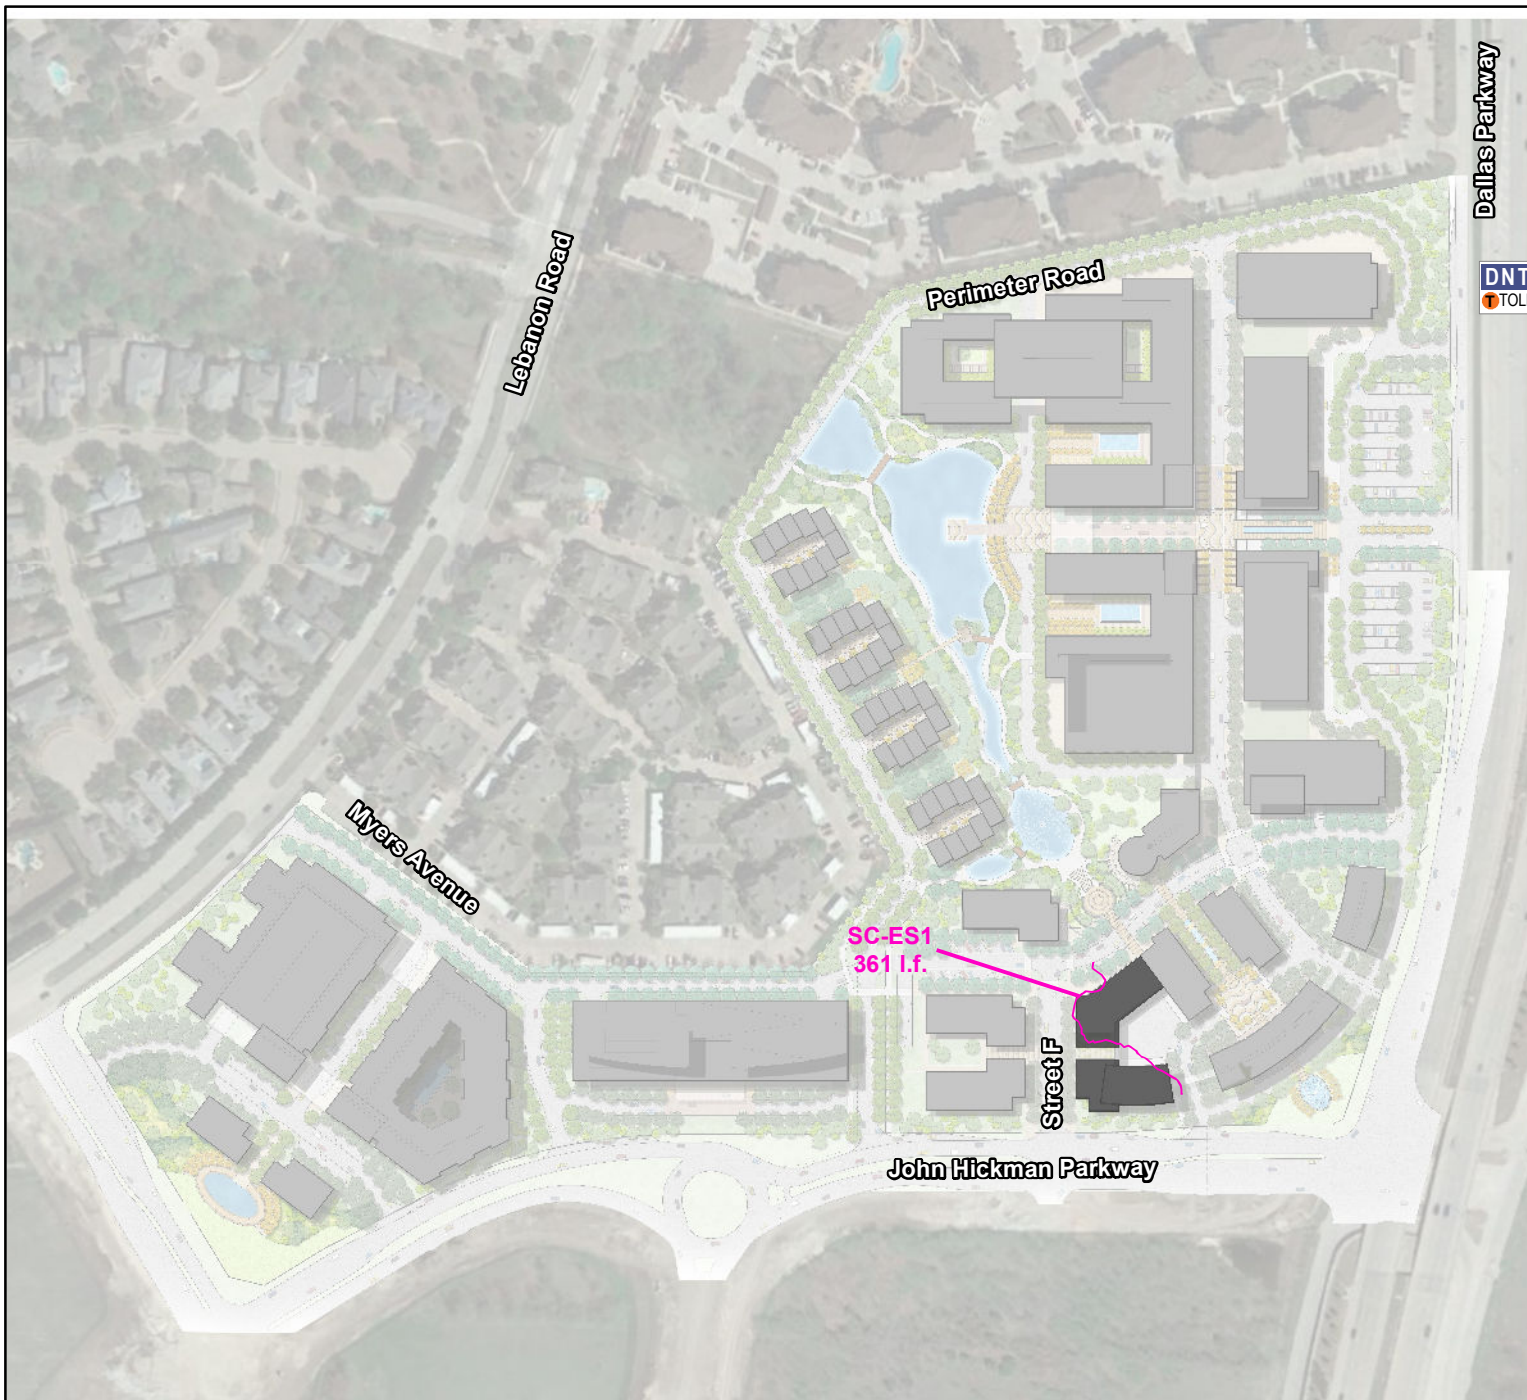 Dallas Parkway
DNT
TOL
Lebanon Road
Perimeter Road
Myers Avenue
SC-ES1
361 l.f.
Street F
John Hickman Parkway